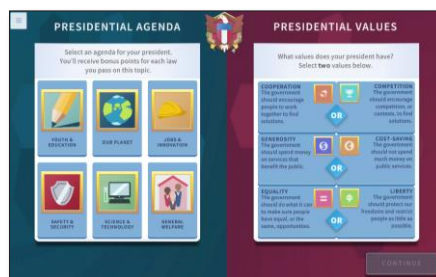 PRESIDENTIAL AGENDA
Select an agenda for your president.
You'll receive bonus points for each law
you pass on this topic.
YOUTH &
EDUCATION
OUR PLANET
JOBS &
INNOVATION
SAFETY &
SECURITY
SCIENCE &
TECHNOLOGY
GENERAL
WELFARE
PRESIDENTIAL VALUES
What values does your president have?
Select two values below.
COOPERATION
The government
should encourage
people to work
together to find
solutions.
OR
COMPETITION
The government
should encourage
competition, or
contests, to find
solutions.
GENEROSITY
The government
should spend money
on services that
benefit the public.
OR
COST-SAVING
The government
should not spend
much money on
public services.
EQUALITY
The government
should do what it can
to make sure people
have equal, or the
same, opportunities.
OR
LIBERTY
The government
should protect our
freedoms and restrict
people as little as
possible.
CONTINUE